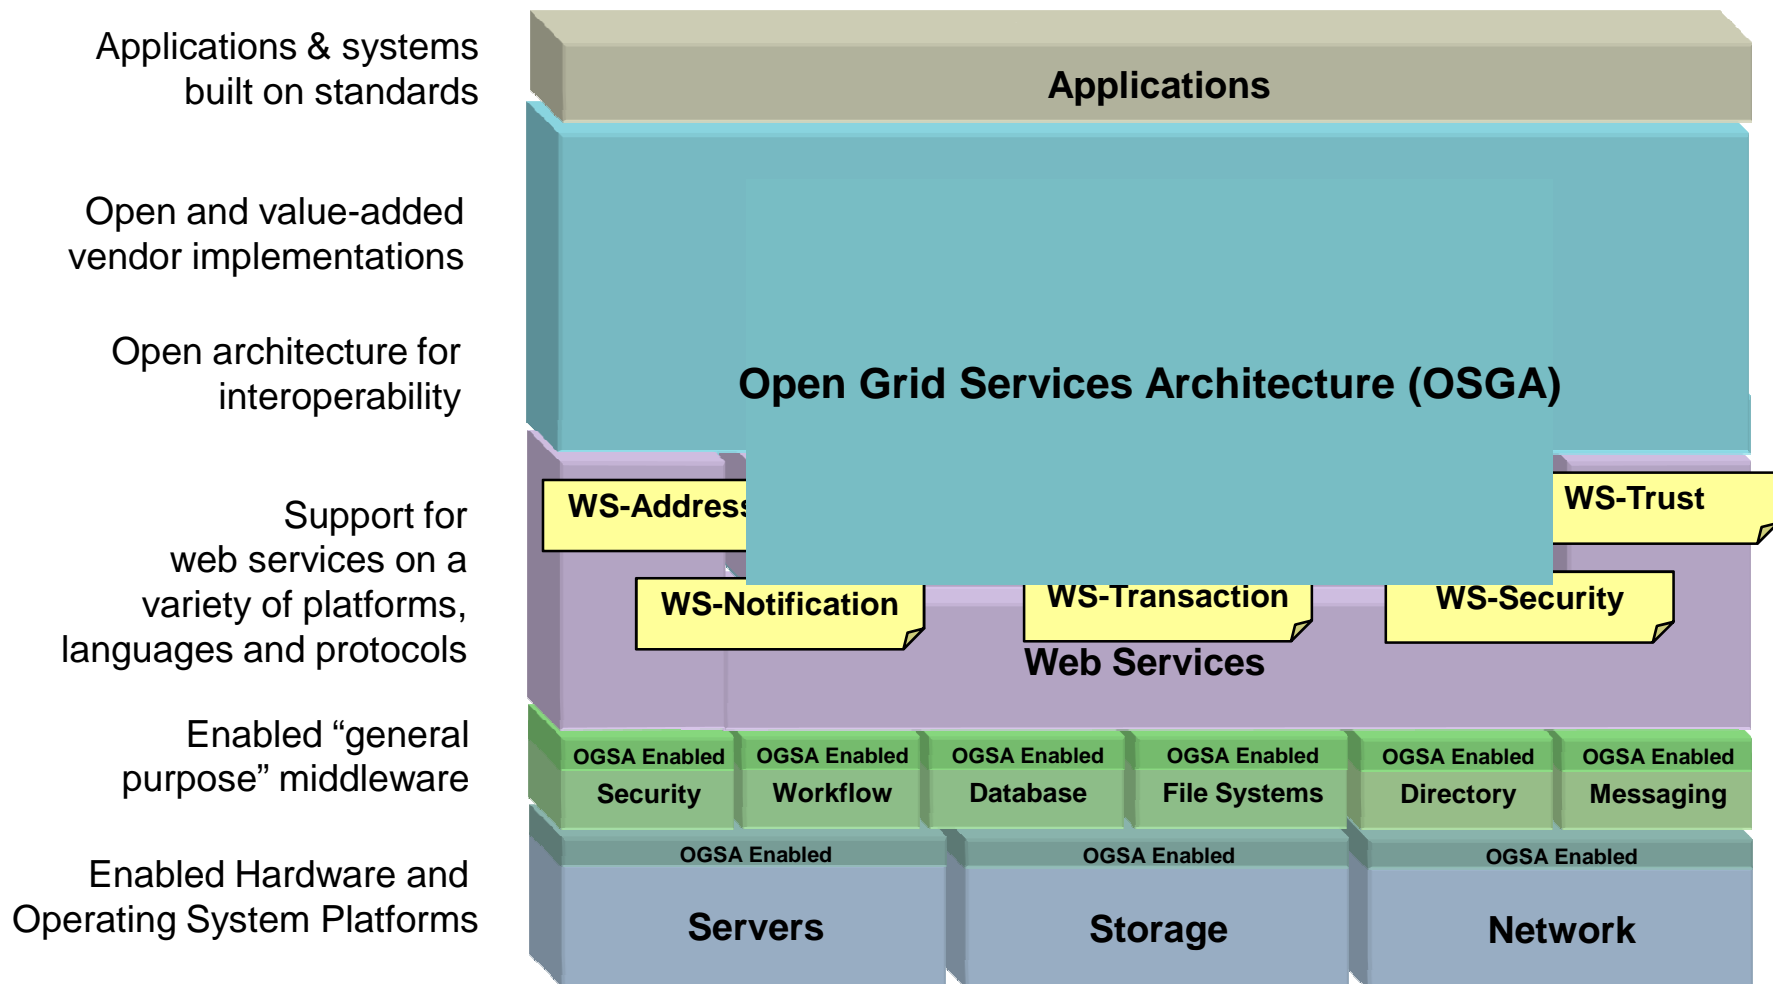 Applications & systems
built on standards
Applications
Open and value-added
vendor implementations
Open architecture for
interoperability
Open Grid Services Architecture (OSGA)
Support for
web services on a
variety of platforms,
languages and protocols
WS-Address
WS-Trust
WS-Notification
WS-Transaction
WS-Security
Web Services
Enabled “general
purpose” middleware
OGSA Enabled
Security
OGSA Enabled
Workflow
OGSA Enabled
Database
OGSA Enabled
File Systems
OGSA Enabled
Directory
OGSA Enabled
Messaging
Enabled Hardware and
Operating System Platforms
OGSA Enabled
Servers
OGSA Enabled
Storage
OGSA Enabled
Network